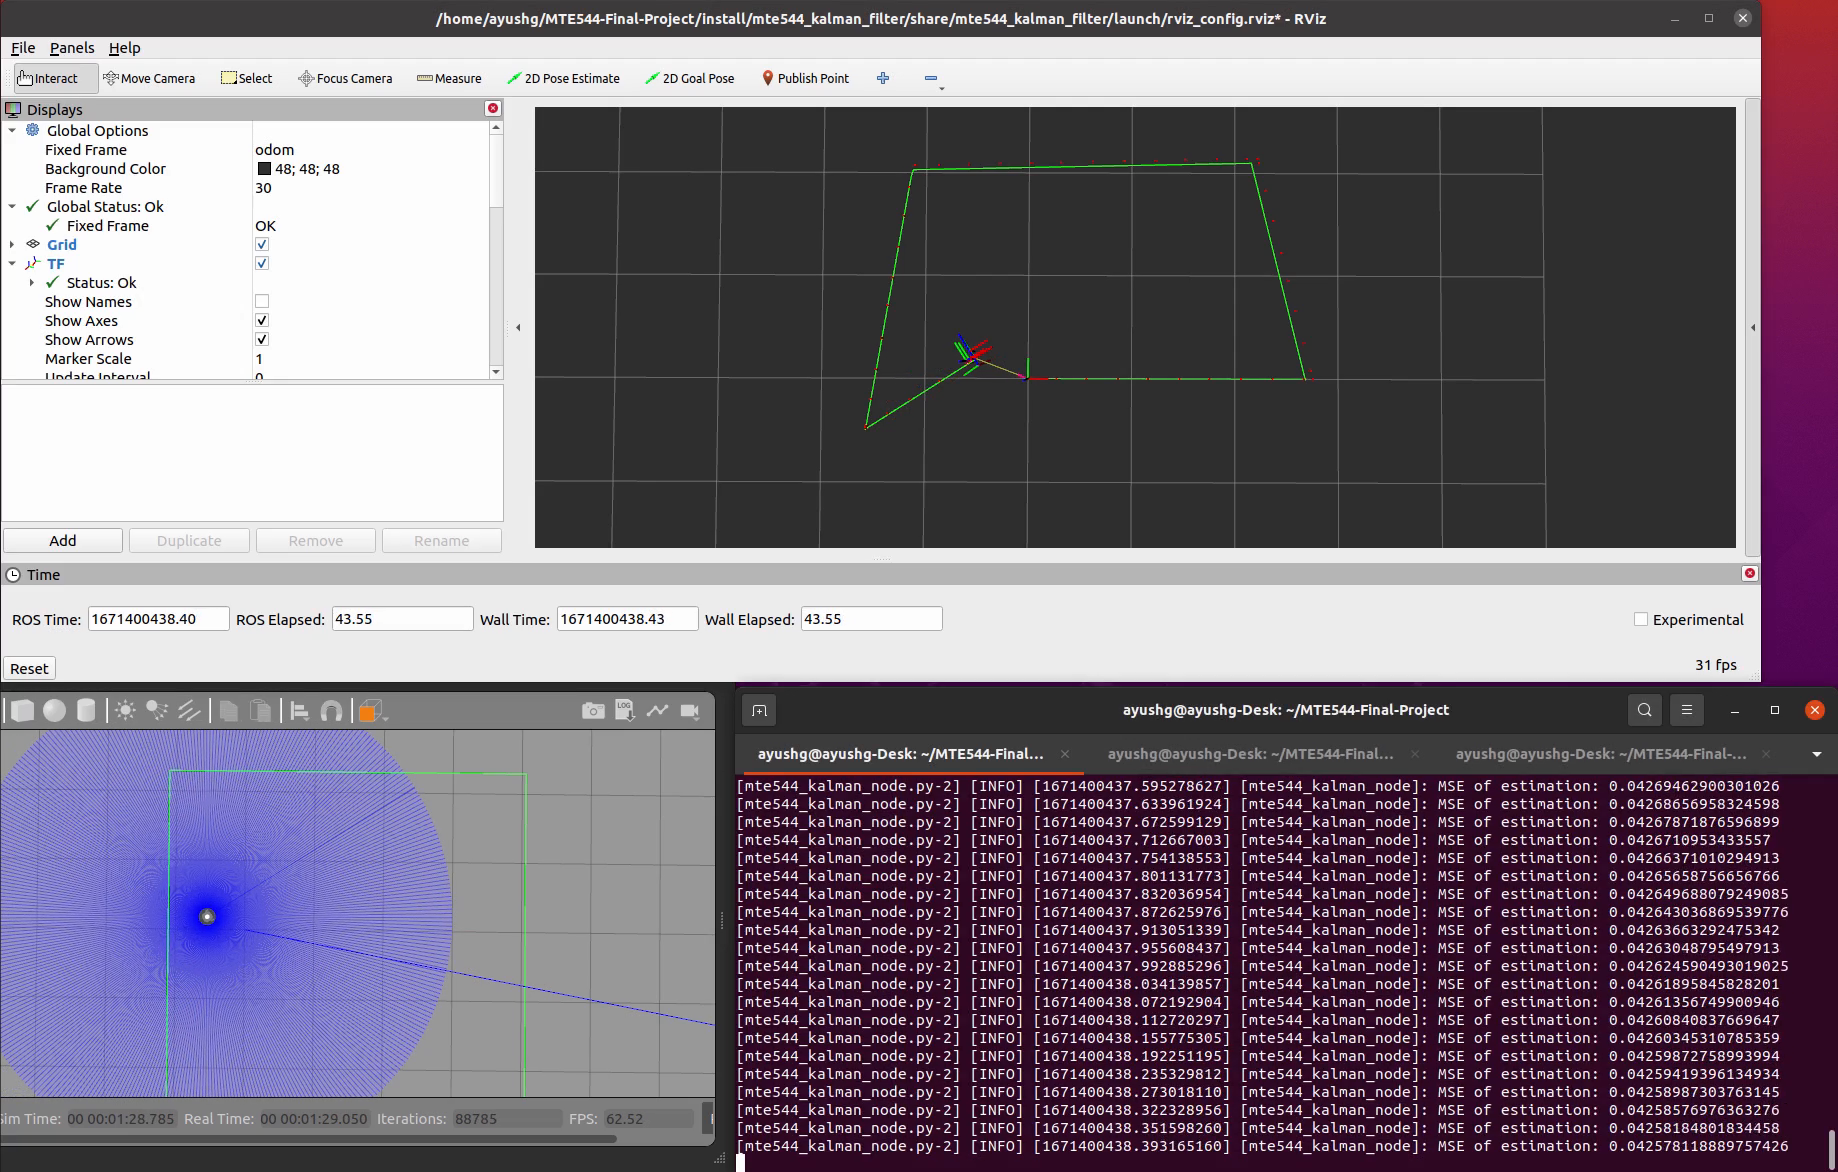 /home/ayushg/MTE544-Final-Project/install/mte544_kalman_filter/share/mte544_kalman_filter/launch/rviz_config.rviz* - RViz
File Panels Help
Interact Move Camera Select Focus Camera Measure 2D Pose Estimate 2D Goal Pose Publish Point
Displays
Global Options
Fixed Frame odom
Background Color 48; 48; 48
Frame Rate 30
Global Status: Ok
Fixed Frame OK
Grid
TF
Status: Ok
Show Names
Show Axes
Show Arrows
Marker Scale 1
Update Interval 0
Add Duplicate Remove Rename
Time
ROS Time: 1671400438.40 ROS Elapsed: 43.55 Wall Time: 1671400438.43 Wall Elapsed: 43.55 Experimental
Reset 31 fps
LOG
Sim Time: 00 00:01:28.785 Real Time: 00 00:01:29.050 Iterations: 88785 FPS: 62.52
ayushg@ayushg-Desk: ~/MTE544-Final-Project
ayushg@ayushg-Desk: ~/MTE544-Final... ayushg@ayushg-Desk: ~/MTE544-Final... ayushg@ayushg-Desk: ~/MTE544-Final-...
[mte544_kalman_node.py-2] [INFO] [1671400437.595278627] [mte544_kalman_node]: MSE of estimation: 0.04269462900301026
[mte544_kalman_node.py-2] [INFO] [1671400437.633961924] [mte544_kalman_node]: MSE of estimation: 0.04268656958324598
[mte544_kalman_node.py-2] [INFO] [1671400437.672599129] [mte544_kalman_node]: MSE of estimation: 0.04267871876596899
[mte544_kalman_node.py-2] [INFO] [1671400437.712667003] [mte544_kalman_node]: MSE of estimation: 0.0426710953433557
[mte544_kalman_node.py-2] [INFO] [1671400437.754138553] [mte544_kalman_node]: MSE of estimation: 0.04266371010294913
[mte544_kalman_node.py-2] [INFO] [1671400437.801131773] [mte544_kalman_node]: MSE of estimation: 0.04265658756656766
[mte544_kalman_node.py-2] [INFO] [1671400437.832036954] [mte544_kalman_node]: MSE of estimation: 0.042649688079249085
[mte544_kalman_node.py-2] [INFO] [1671400437.872625976] [mte544_kalman_node]: MSE of estimation: 0.042643036869539776
[mte544_kalman_node.py-2] [INFO] [1671400437.913051339] [mte544_kalman_node]: MSE of estimation: 0.04263663292475342
[mte544_kalman_node.py-2] [INFO] [1671400437.955608437] [mte544_kalman_node]: MSE of estimation: 0.04263048795497913
[mte544_kalman_node.py-2] [INFO] [1671400437.992885296] [mte544_kalman_node]: MSE of estimation: 0.042624590493019025
[mte544_kalman_node.py-2] [INFO] [1671400438.034139857] [mte544_kalman_node]: MSE of estimation: 0.04261895845828201
[mte544_kalman_node.py-2] [INFO] [1671400438.072192904] [mte544_kalman_node]: MSE of estimation: 0.04261356749900946
[mte544_kalman_node.py-2] [INFO] [1671400438.112720297] [mte544_kalman_node]: MSE of estimation: 0.04260840837669647
[mte544_kalman_node.py-2] [INFO] [1671400438.155775305] [mte544_kalman_node]: MSE of estimation: 0.04260345310785359
[mte544_kalman_node.py-2] [INFO] [1671400438.192251195] [mte544_kalman_node]: MSE of estimation: 0.04259872758993994
[mte544_kalman_node.py-2] [INFO] [1671400438.235329812] [mte544_kalman_node]: MSE of estimation: 0.04259419396134934
[mte544_kalman_node.py-2] [INFO] [1671400438.273018110] [mte544_kalman_node]: MSE of estimation: 0.04258987303763145
[mte544_kalman_node.py-2] [INFO] [1671400438.322328956] [mte544_kalman_node]: MSE of estimation: 0.04258576976363276
[mte544_kalman_node.py-2] [INFO] [1671400438.351598260] [mte544_kalman_node]: MSE of estimation: 0.04258184801834458
[mte544_kalman_node.py-2] [INFO] [1671400438.393165160] [mte544_kalman_node]: MSE of estimation: 0.042578118889757426